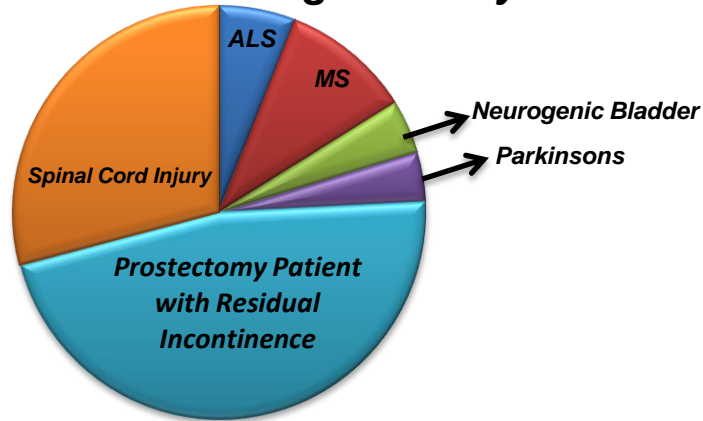 ALS
MS
Neurogenic Bladder
Parkinsons
Spinal Cord Injury
Prostectomy Patient
with Residual
Incontinence